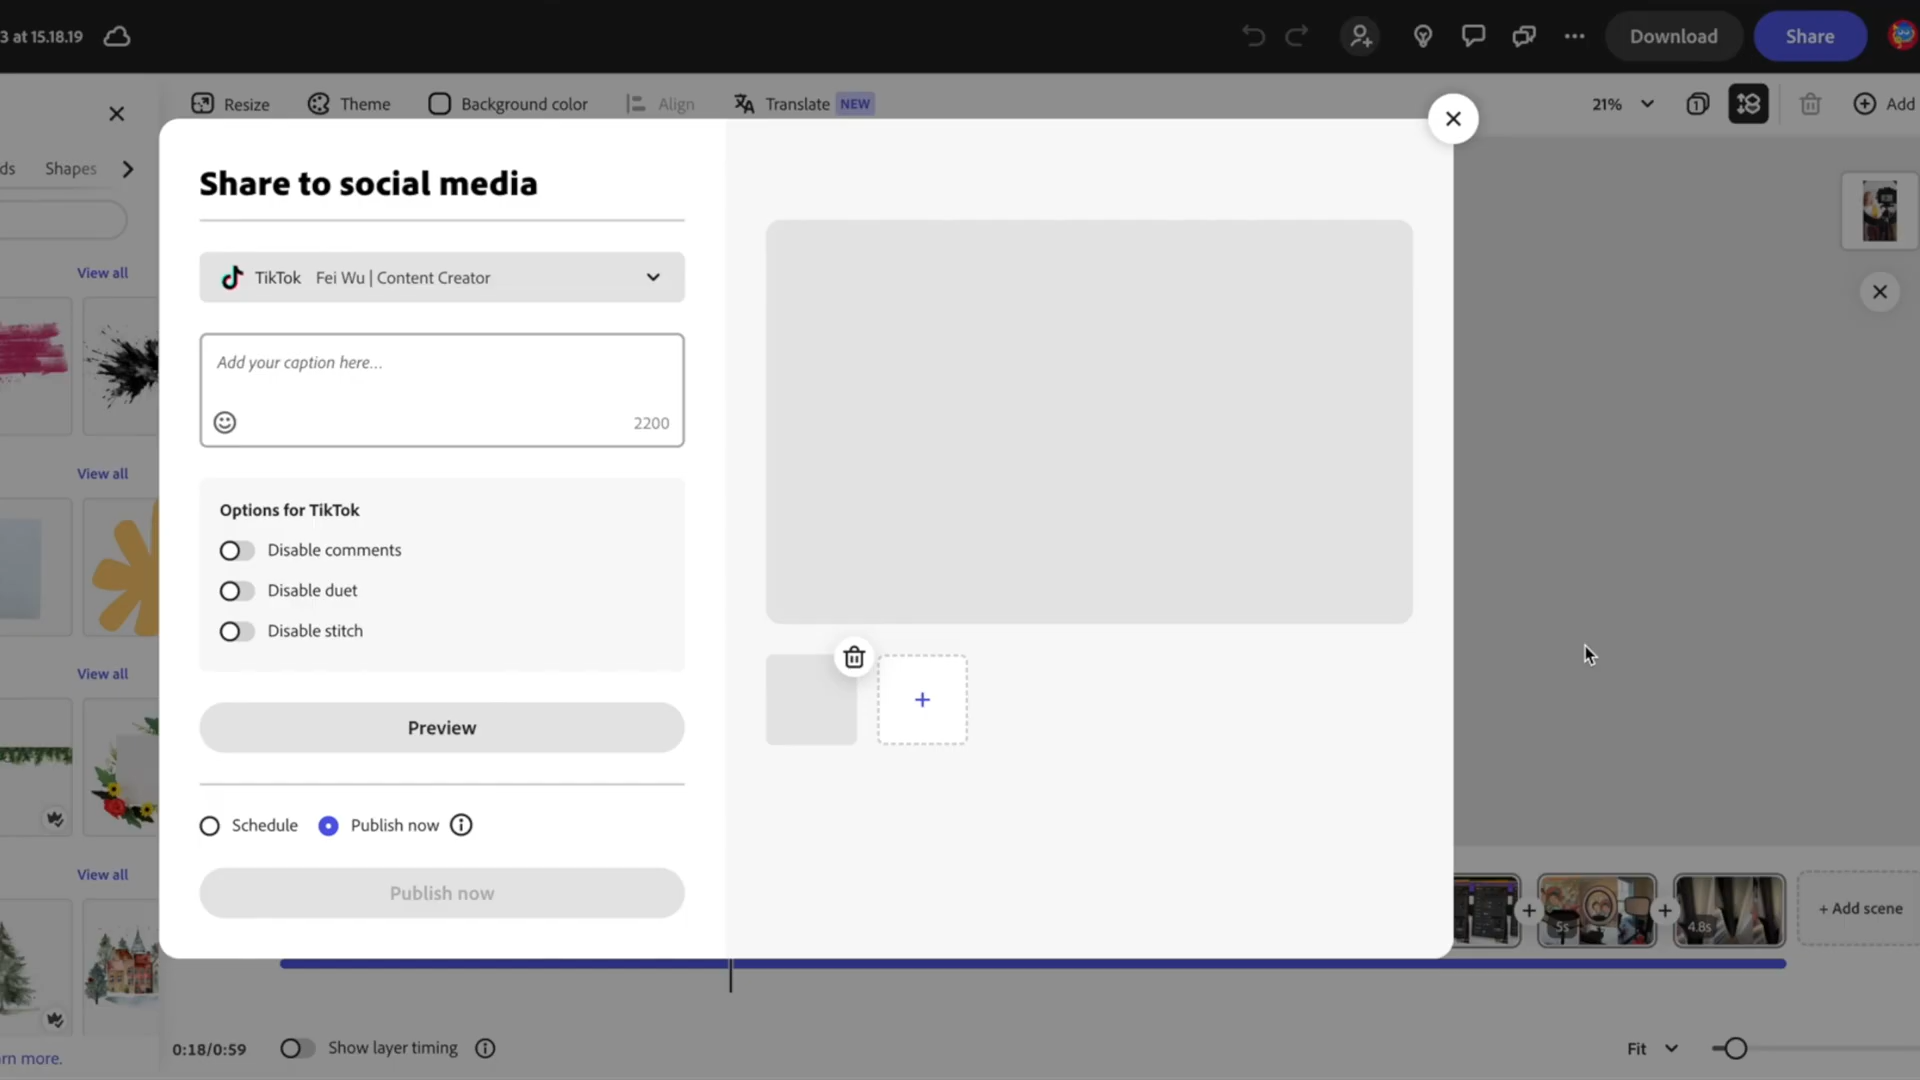 3 at 15.18.19
Download
Share
Resize
Theme
Background color
Align
Translate NEW
21%
Add
ds
Shapes
Share to social media
View all
TikTok Fei Wu | Content Creator
Add your caption here...
2200
View all
Options for TikTok
Disable comments
Disable duet
Disable stitch
View all
Preview
Schedule
Publish now
View all
Publish now
5s
4.8s
+ Add scene
0:18/0:59
Show layer timing
Fit
rn more.